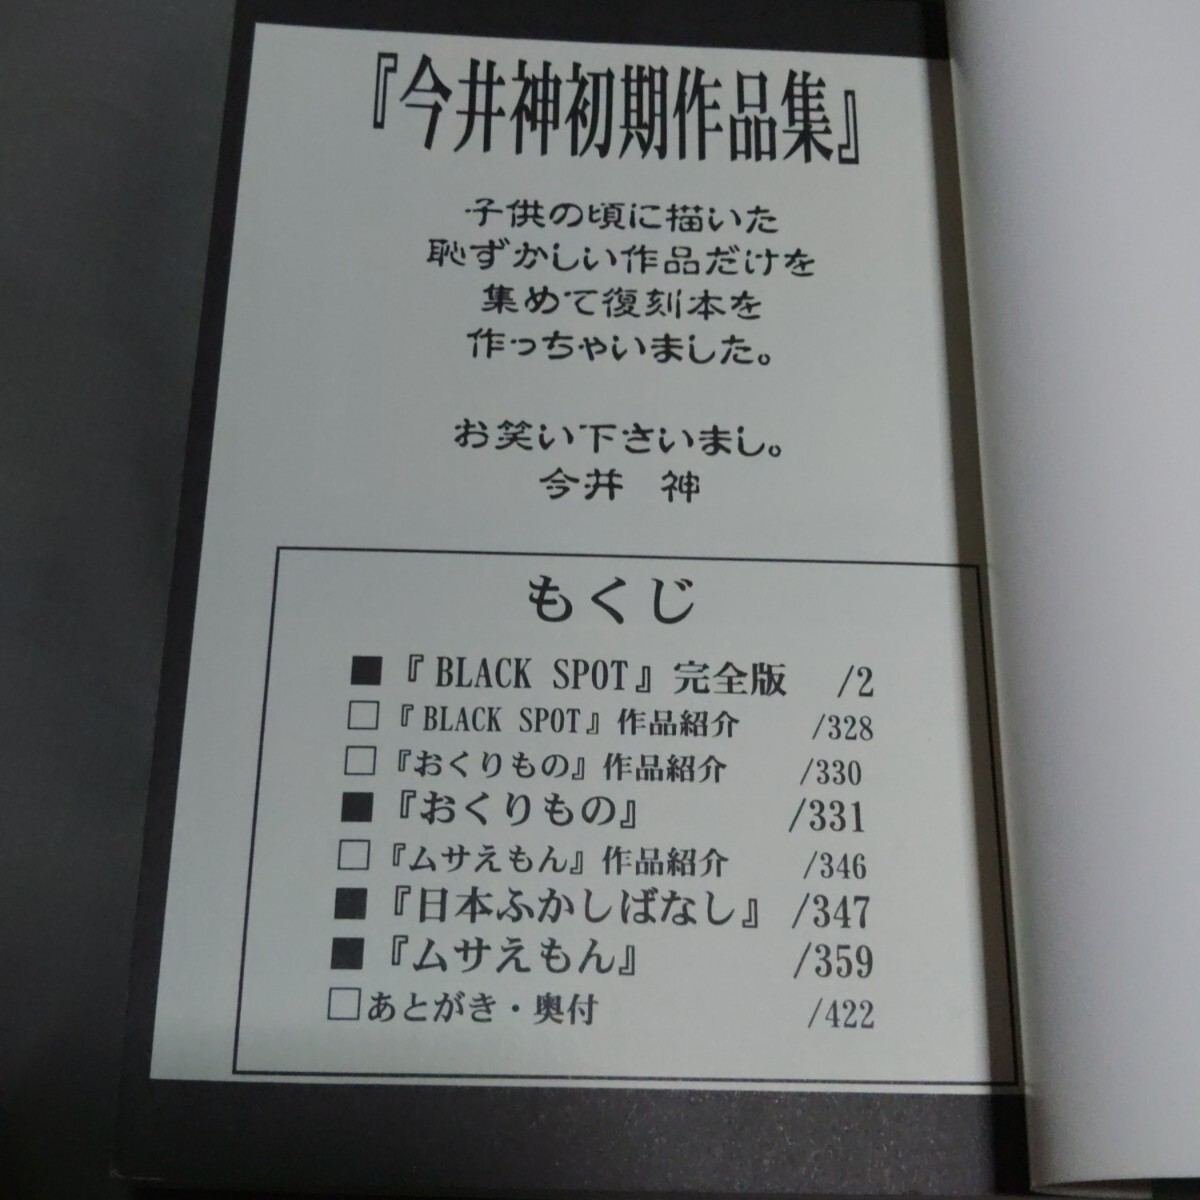 『今井神初期作品集』
子供の頃に描いた
恥ずかしい作品だけを
集めて復刻本を
作っちゃいました。
お笑い下さいまし。
今井 神
もくじ
■『BLACK SPOT』完全版 /2
□『BLACK SPOT』作品紹介 /328
□『おくりもの』作品紹介 /330
■『おくりもの』 /331
□『ムサえもん』作品紹介 /346
■『日本ふかしばなし』 /347
■『ムサえもん』 /359
□あとがき・奥付 /422